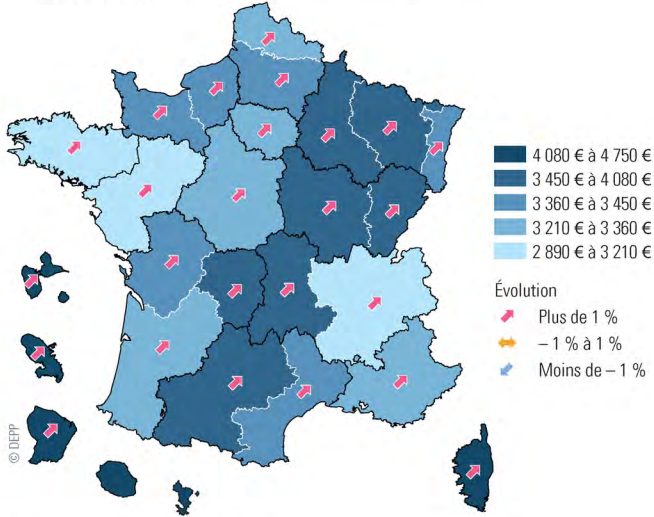 4 080 € à 4 750 €
3 450 € à 4 080 €
3 360 € à 3 450 €
3 210 € à 3 360 €
2 890 € à 3 210 €
Évolution
Plus de 1 %
– 1 % à 1 %
Moins de – 1 %
© DEPP